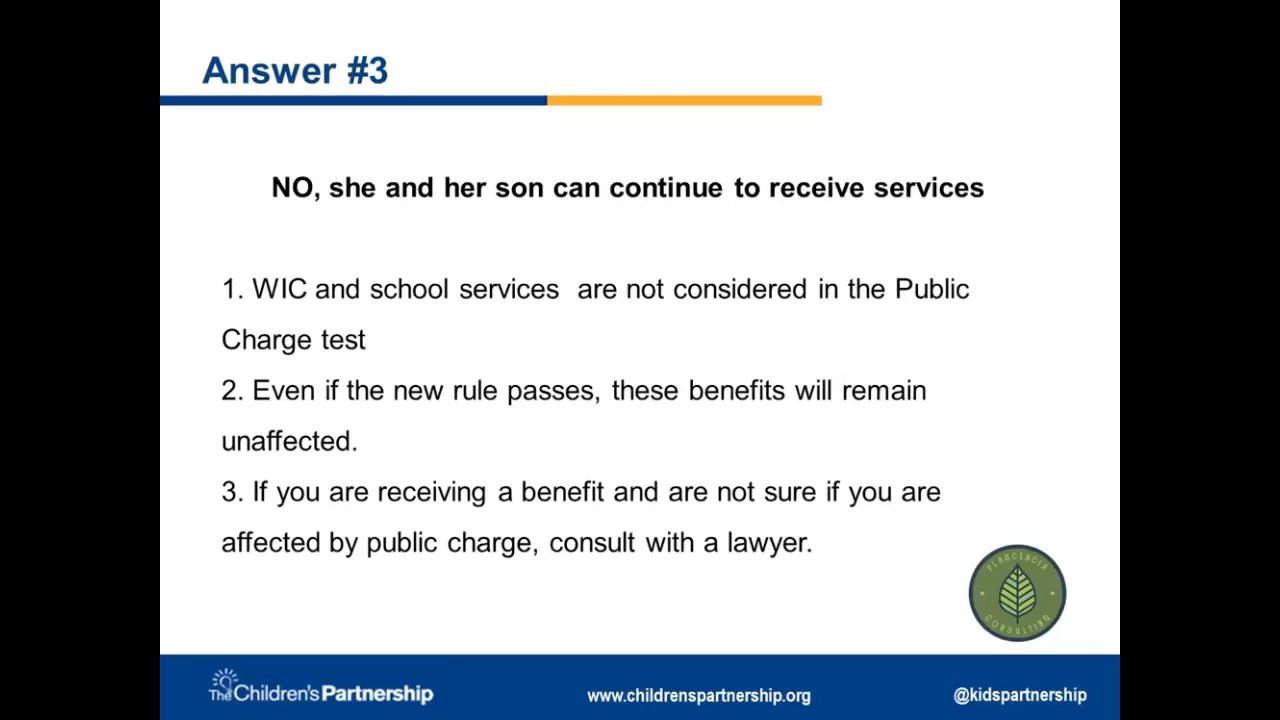 Answer #3
NO, she and her son can continue to receive services
1. WIC and school services are not considered in the Public
Charge test
2. Even if the new rule passes, these benefits will remain
unaffected.
3. If you are receiving a benefit and are not sure if you are
affected by public charge, consult with a lawyer.
PLASCENCIA
CONSULTING
The Children's Partnership
www.childrenspartnership.org
@kidspartnership